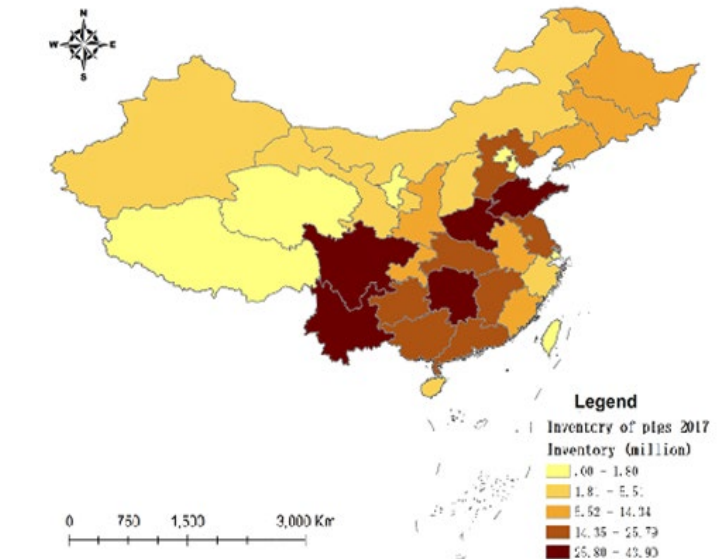 N
W E
S
Legend
Inventory of pigs 2017
Inventory (million)
.00 - 1.80
1.81 - 5.51
5.52 - 14.34
14.35 - 25.79
25.80 - 43.90
0 750 1,500 3,000 Km